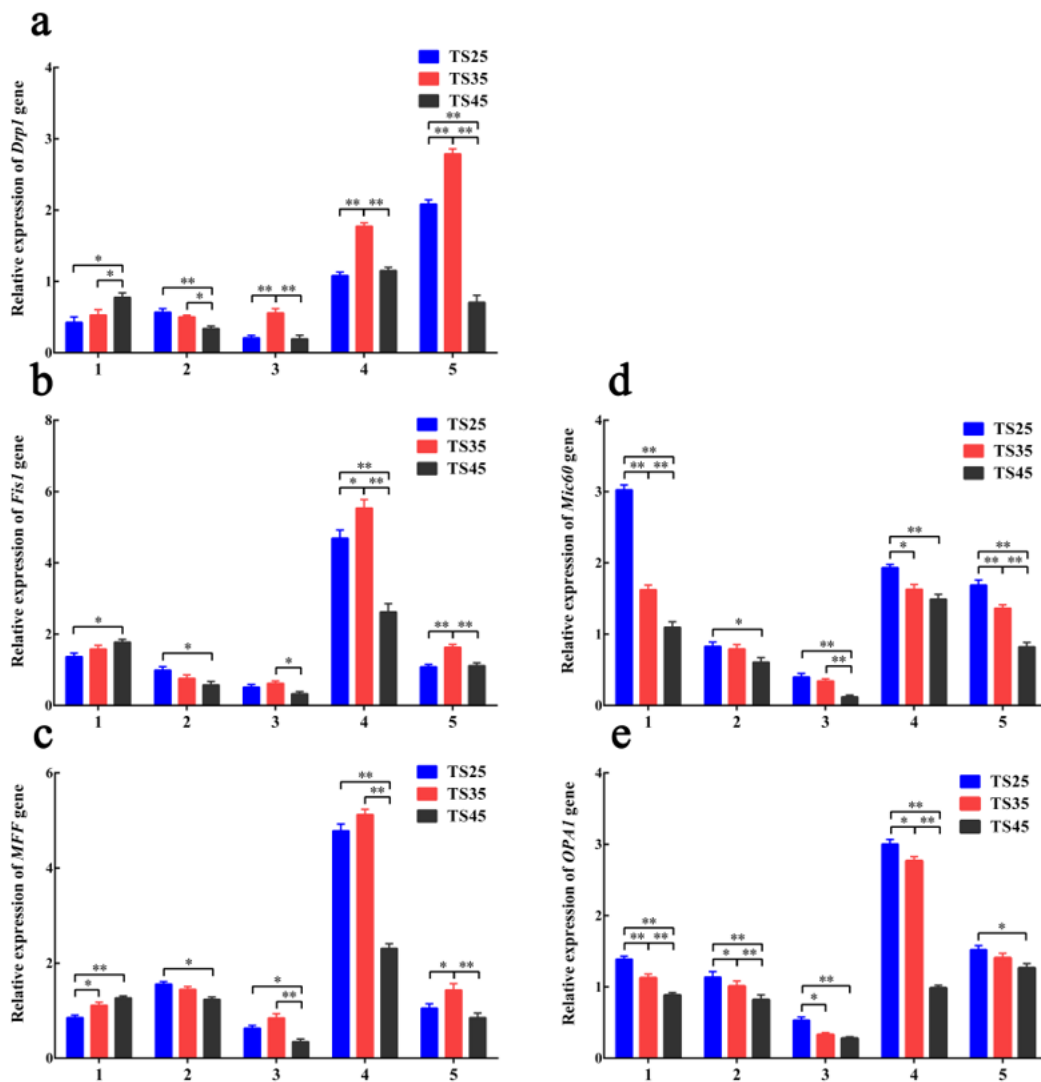 a
TS25
TS35
TS45
Relative expression of Drp1 gene
4
3
2
1
0
* * ** * ** ** ** ** ** ** **
1 2 3 4 5
b
TS25
TS35
TS45
Relative expression of Fis1 gene
8
6
4
2
0
* * * ** * ** ** **
1 2 3 4 5
c
TS25
TS35
TS45
Relative expression of MFF gene
6
4
2
0
** * * * ** ** ** * **
1 2 3 4 5
d
TS25
TS35
TS45
Relative expression of Mic60 gene
4
3
2
1
0
** ** ** * ** ** ** * ** ** **
1 2 3 4 5
e
TS25
TS35
TS45
Relative expression of OPA1 gene
4
3
2
1
0
** ** ** ** * ** ** * ** * ** *
1 2 3 4 5